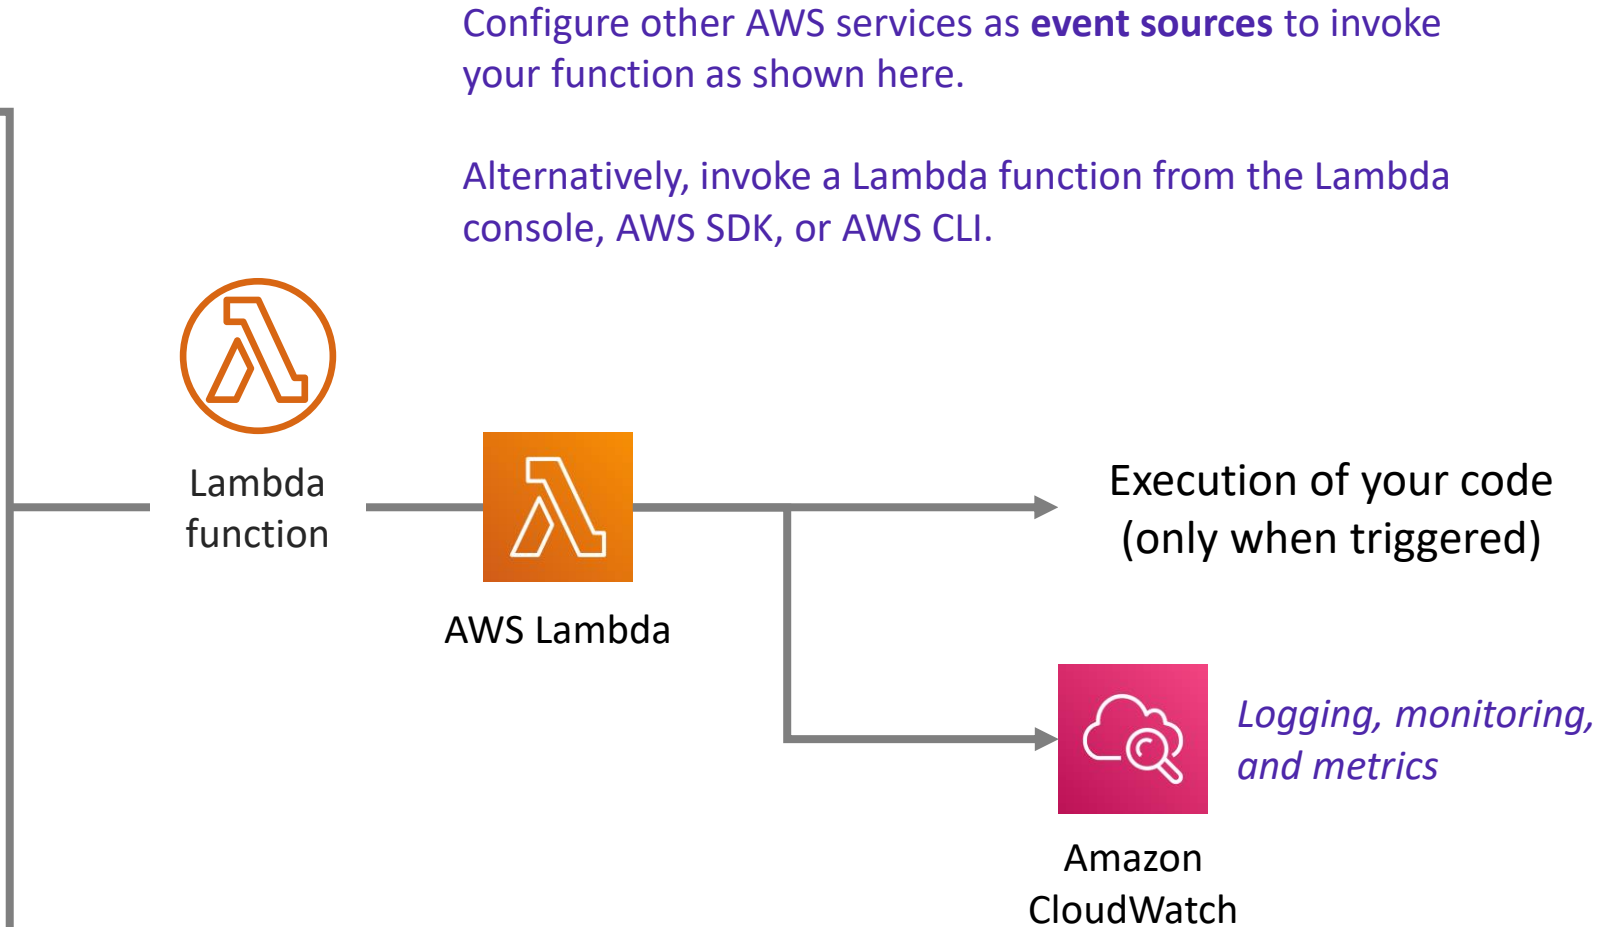 Configure other AWS services as event sources to invoke
your function as shown here.
Alternatively, invoke a Lambda function from the Lambda
console, AWS SDK, or AWS CLI.
Lambda
function
AWS Lambda
Execution of your code
(only when triggered)
Logging, monitoring,
and metrics
Amazon
CloudWatch